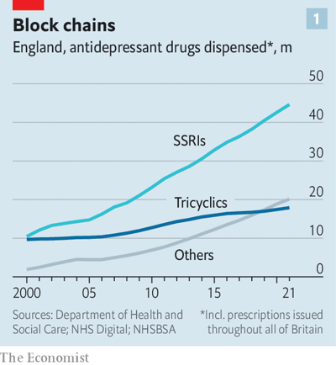 Block chains
1
England, antidepressant drugs dispensed*, m
50
40
SSRIs
30
Tricyclics
20
10
Others
0
2000 05 10 15 21
Sources: Department of Health and
Social Care; NHS Digital; NHSBSA
*Incl. prescriptions issued
throughout all of Britain
The Economist